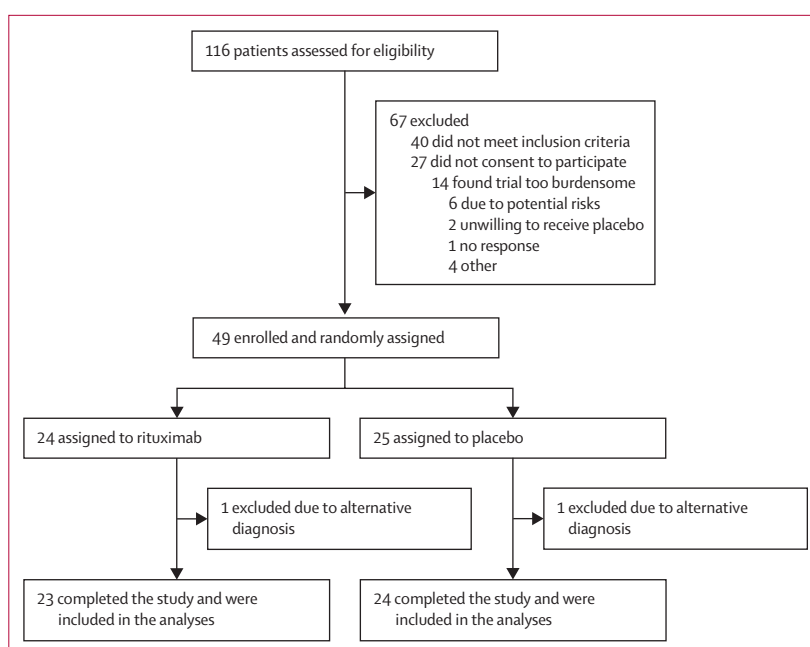 116 patients assessed for eligibility
67 excluded
40 did not meet inclusion criteria
27 did not consent to participate
14 found trial too burdensome
6 due to potential risks
2 unwilling to receive placebo
1 no response
4 other
49 enrolled and randomly assigned
24 assigned to rituximab
25 assigned to placebo
1 excluded due to alternative
diagnosis
1 excluded due to alternative
diagnosis
23 completed the study and were
included in the analyses
24 completed the study and were
included in the analyses